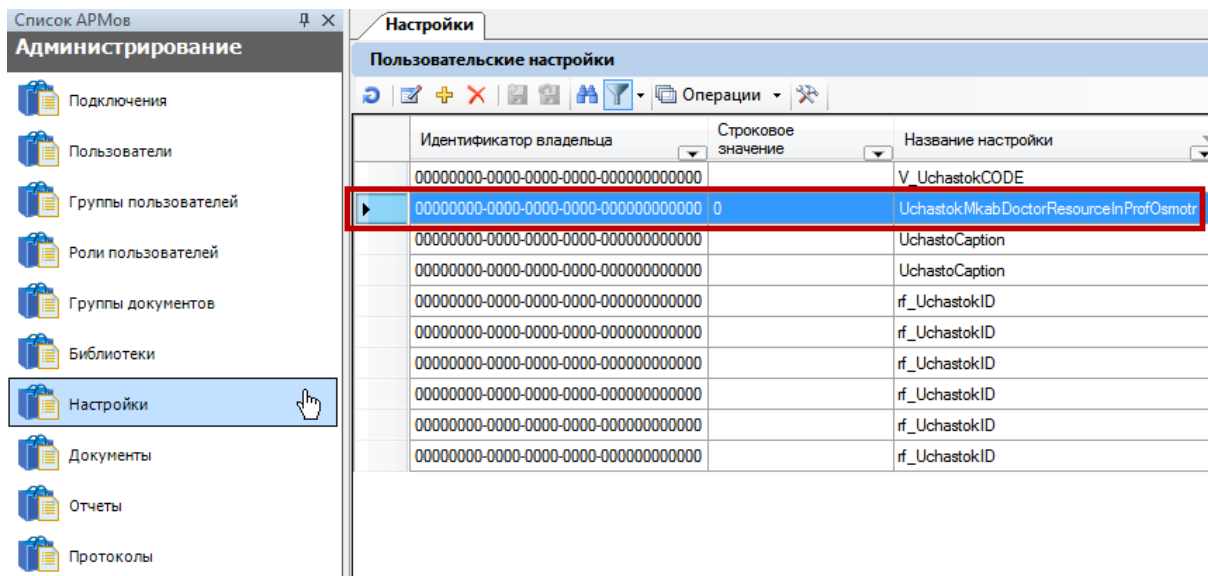 Список АРМов
Администрирование
Подключения
Пользователи
Группы пользователей
Роли пользователей
Группы документов
Библиотеки
Настройки
Документы
Отчеты
Протоколы
Настройки
Пользовательские настройки
Операции
Идентификатор владельца Строковое значение Название настройки
00000000-0000-0000-0000-000000000000 V_UchastokCODE
00000000-0000-0000-0000-000000000000 0 UchastokMkabDoctorResourceInProfOsmotr
00000000-0000-0000-0000-000000000000 UchastoCaption
00000000-0000-0000-0000-000000000000 UchastoCaption
00000000-0000-0000-0000-000000000000 rf_UchastokID
00000000-0000-0000-0000-000000000000 rf_UchastokID
00000000-0000-0000-0000-000000000000 rf_UchastokID
00000000-0000-0000-0000-000000000000 rf_UchastokID
00000000-0000-0000-0000-000000000000 rf_UchastokID
00000000-0000-0000-0000-000000000000 rf_UchastokID